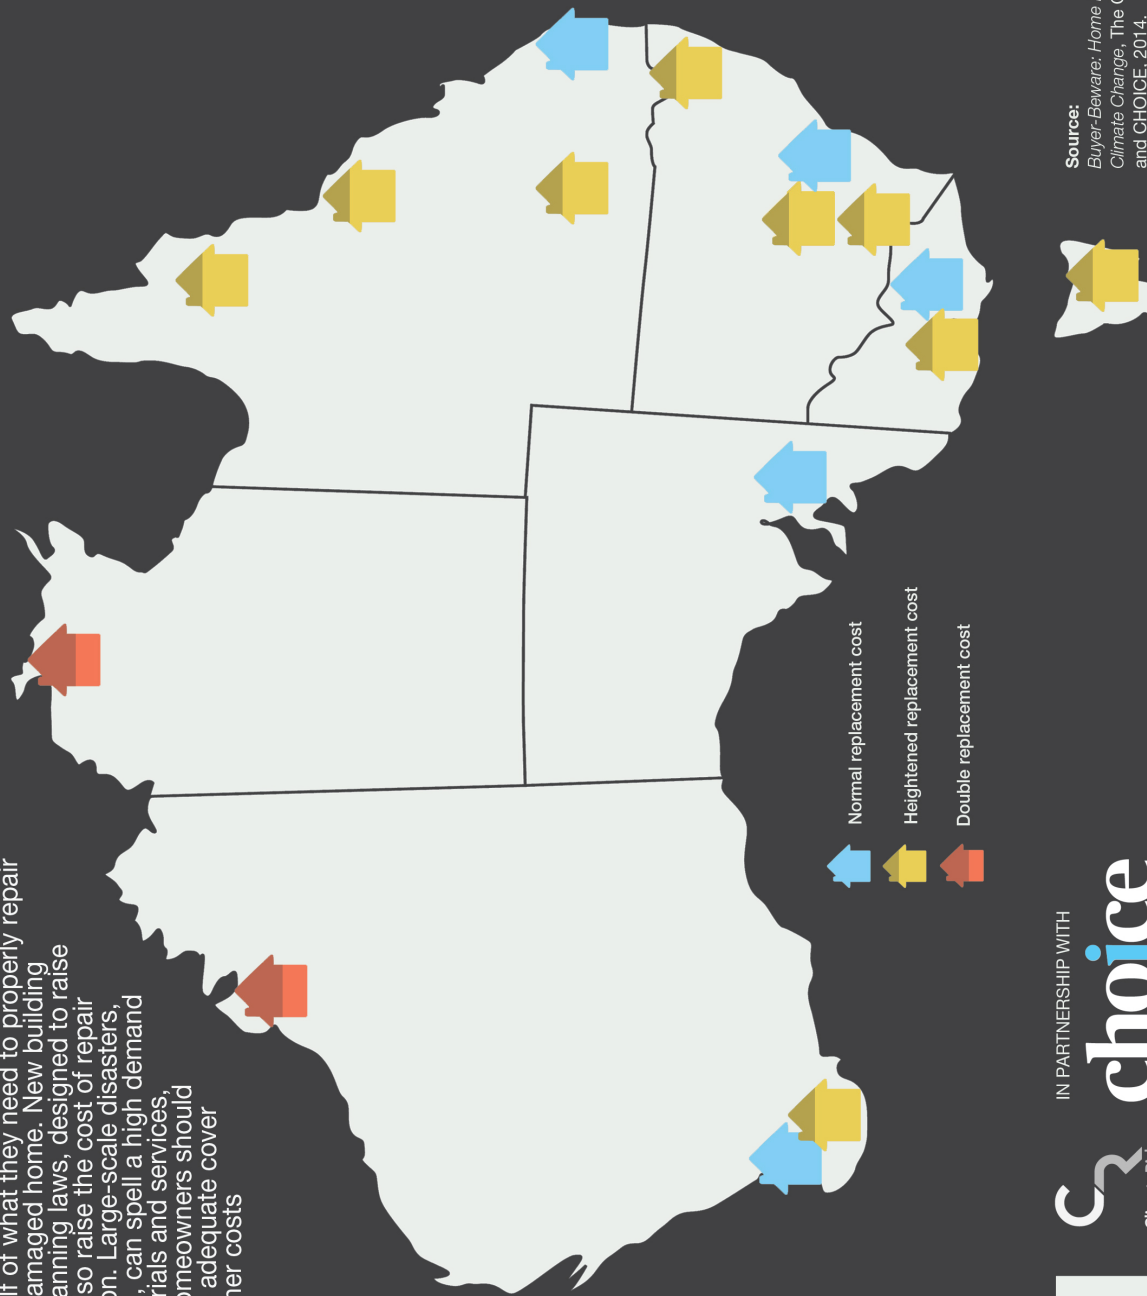 lf of what they need to properly repair
amaged home. New building
anning laws, designed to raise
so raise the cost of repair
on. Large-scale disasters,
, can spell a high demand
rials and services,
omeowners should
adequate cover
her costs
Normal replacement cost
Heightened replacement cost
Double replacement cost
IN PARTNERSHIP WITH
choice
Source:
Buyer-Beware: Home
Climate Change, The
and CHOICE, 2014.